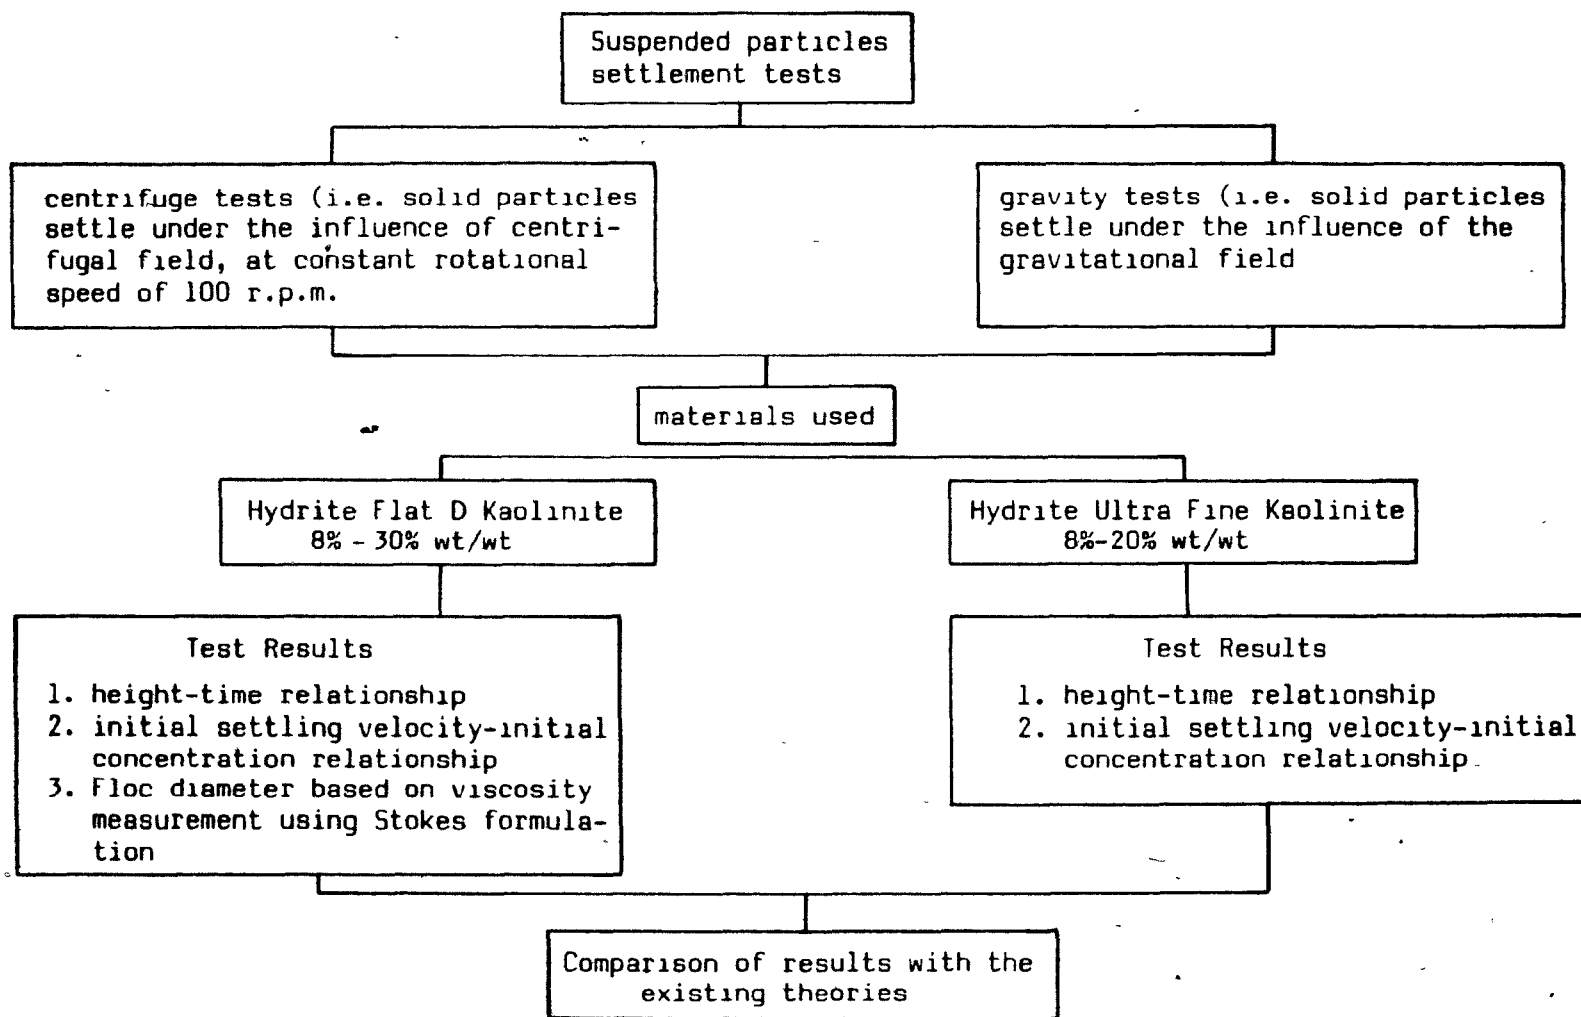 Suspended particles
settlement tests
centrifuge tests (i.e. solid particles
settle under the influence of centri-
fugal field, at constant rotational
speed of 100 r.p.m.
gravity tests (i.e. solid particles
settle under the influence of the
gravitational field
materials used
Hydrite Flat D Kaolinite
8% - 30% wt/wt
Hydrite Ultra Fine Kaolinite
8%-20% wt/wt
Test Results
1. height-time relationship
2. initial settling velocity-initial
concentration relationship
3. Floc diameter based on viscosity
measurement using Stokes formula-
tion
Test Results
1. height-time relationship
2. initial settling velocity-initial
concentration relationship
Comparison of results with the
existing theories